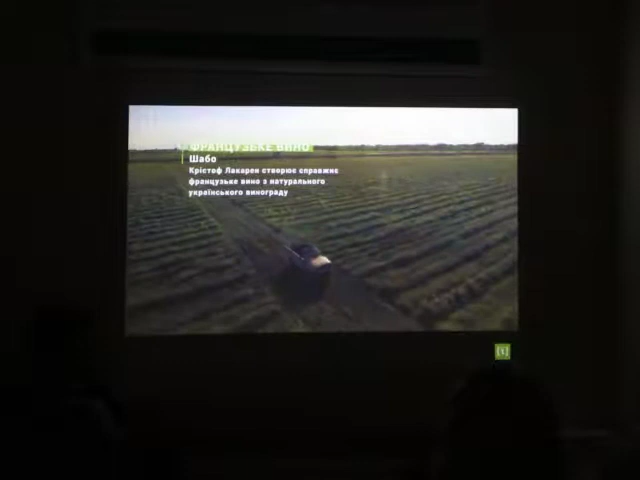 ФРАНЦУЗЬКЕ ВИНО
Шабо
Крістоф Лакарен створює справжнє
французьке вино з натурального
українського винограду